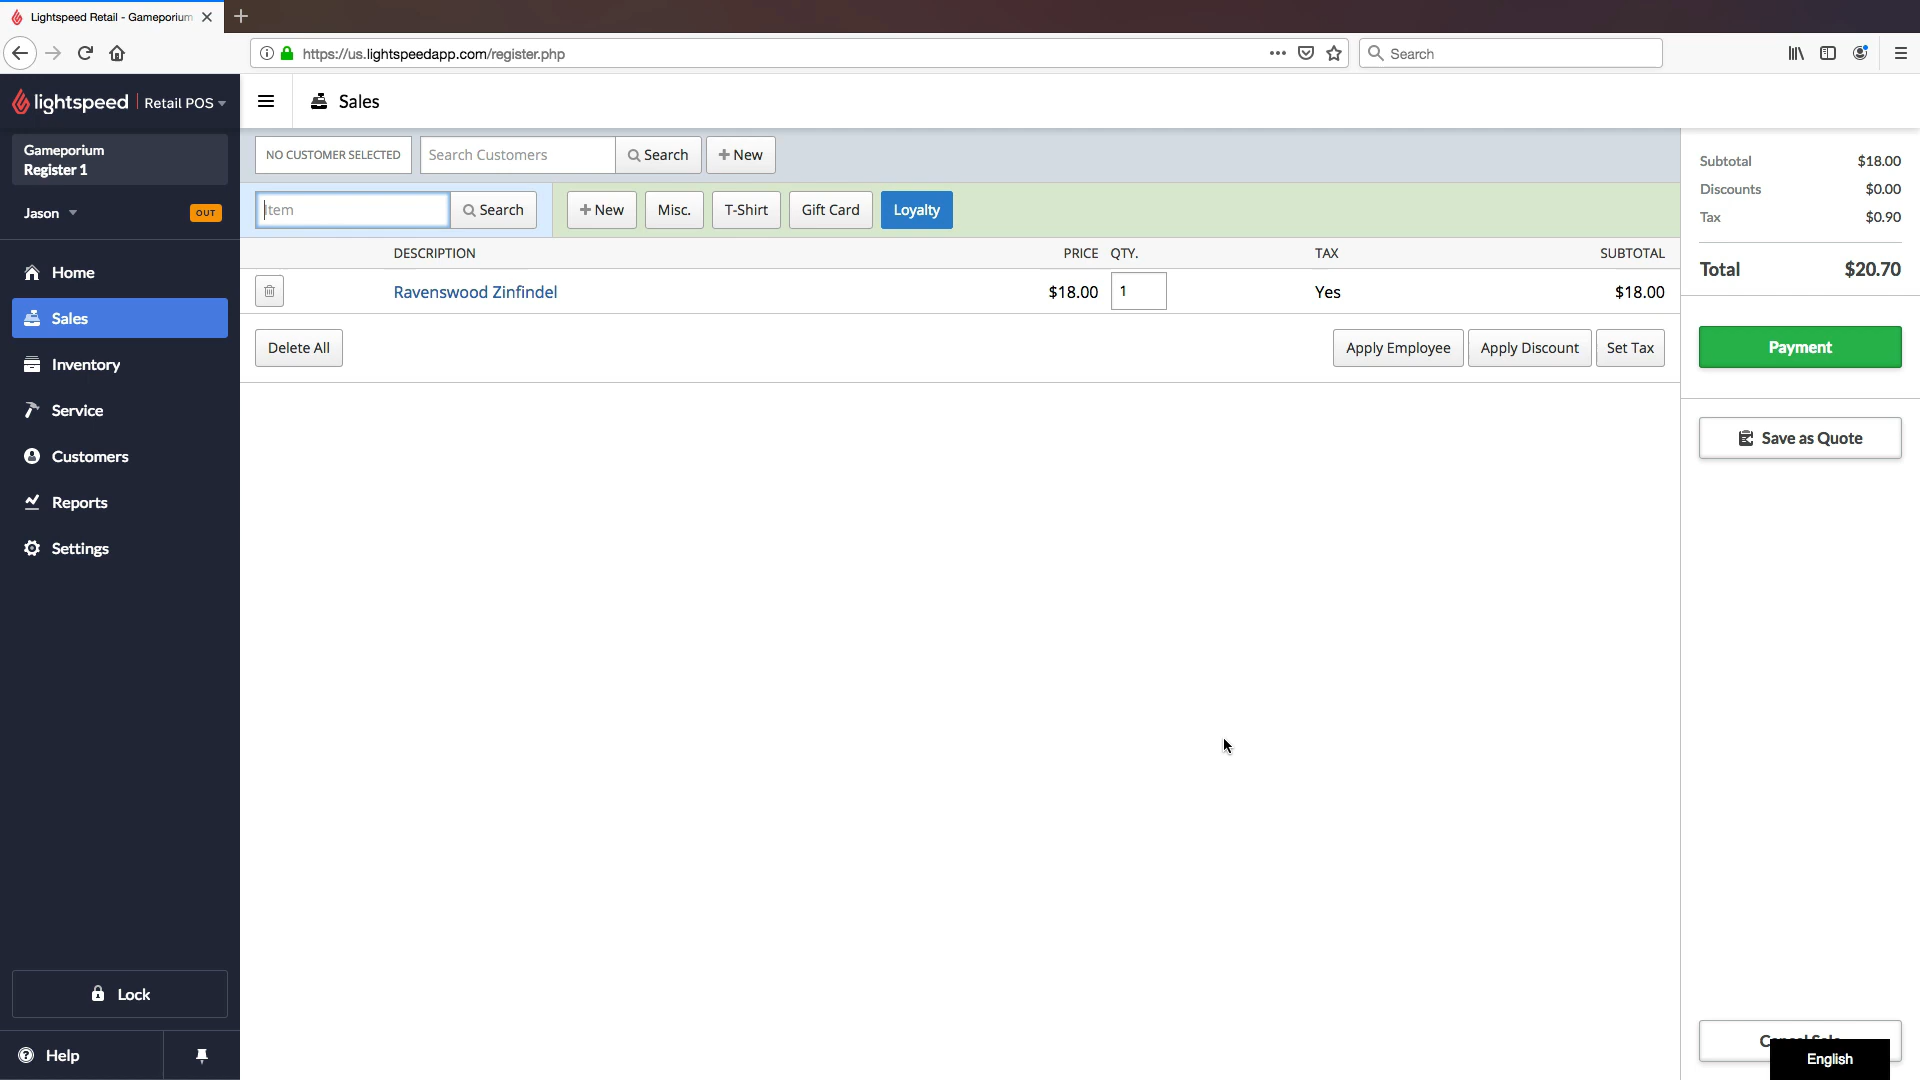 Lightspeed Retail - Gameporium
https://us.lightspeedapp.com/register.php
Search
lightspeed Retail POS
Sales
Gameporium
Register 1
Jason
OUT
Home
Sales
Inventory
Service
Customers
Reports
Settings
Lock
Help
NO CUSTOMER SELECTED
Search Customers
Search
New
Item
Search
New
Misc.
T-Shirt
Gift Card
Loyalty
DESCRIPTION PRICE QTY. TAX SUBTOTAL
Ravenswood Zinfindel $18.00 1 Yes $18.00
Delete All
Apply Employee
Apply Discount
Set Tax
Subtotal $18.00
Discounts $0.00
Tax $0.90
Total $20.70
Payment
Save as Quote
English